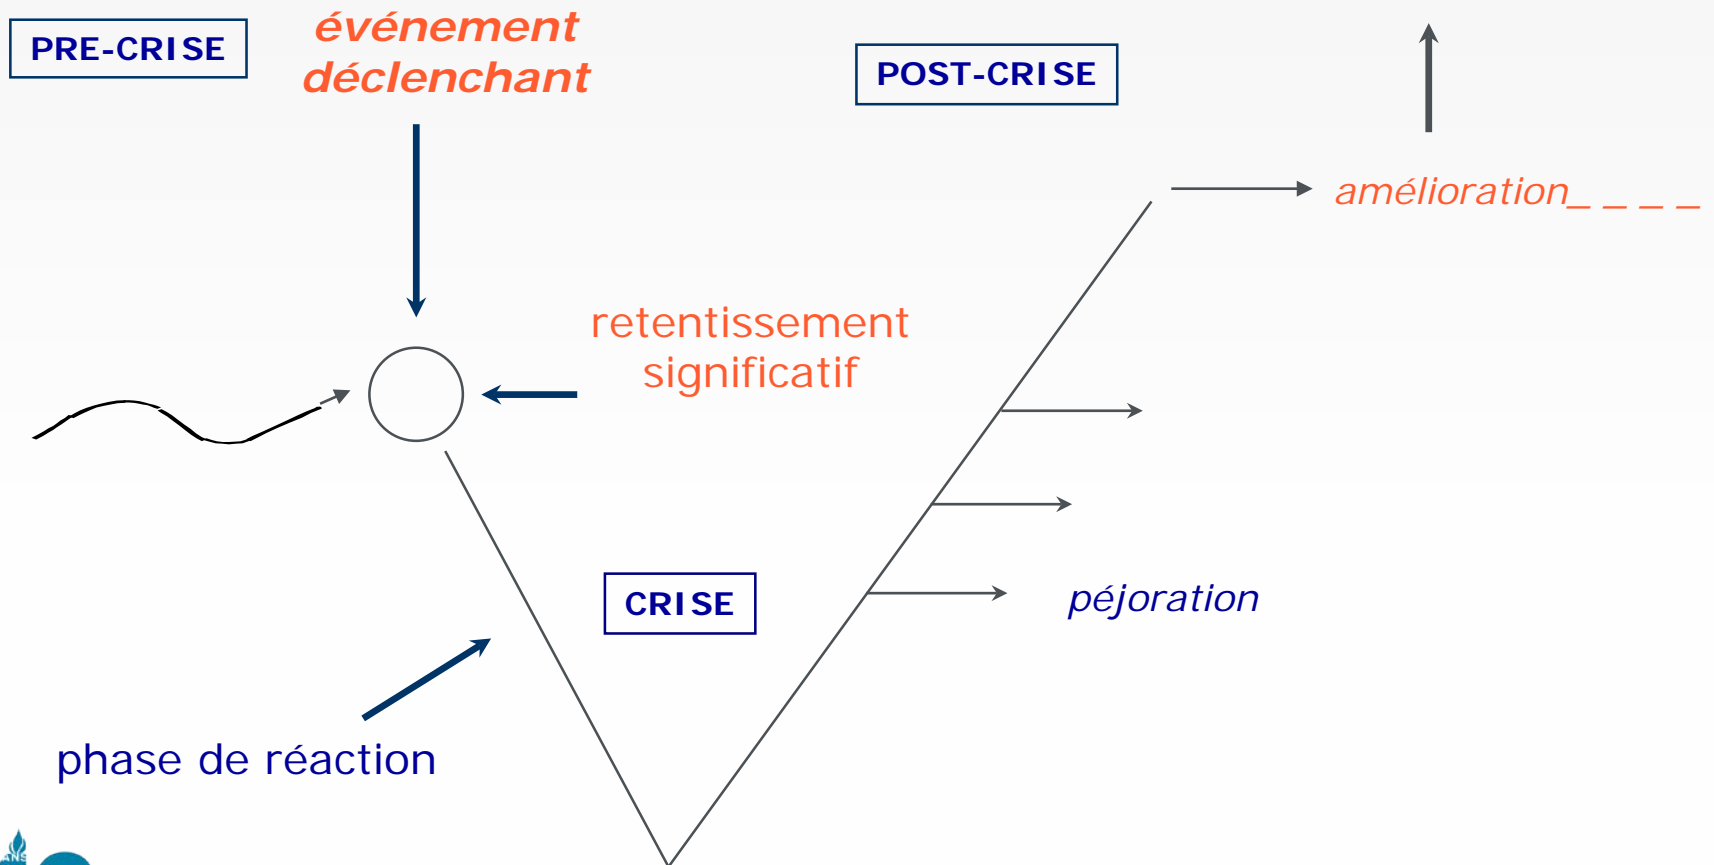 PRE-CRISE
événement
déclenchant
POST-CRISE
amélioration_ _ _ _
retentissement
significatif
CRISE
péjoration
phase de réaction